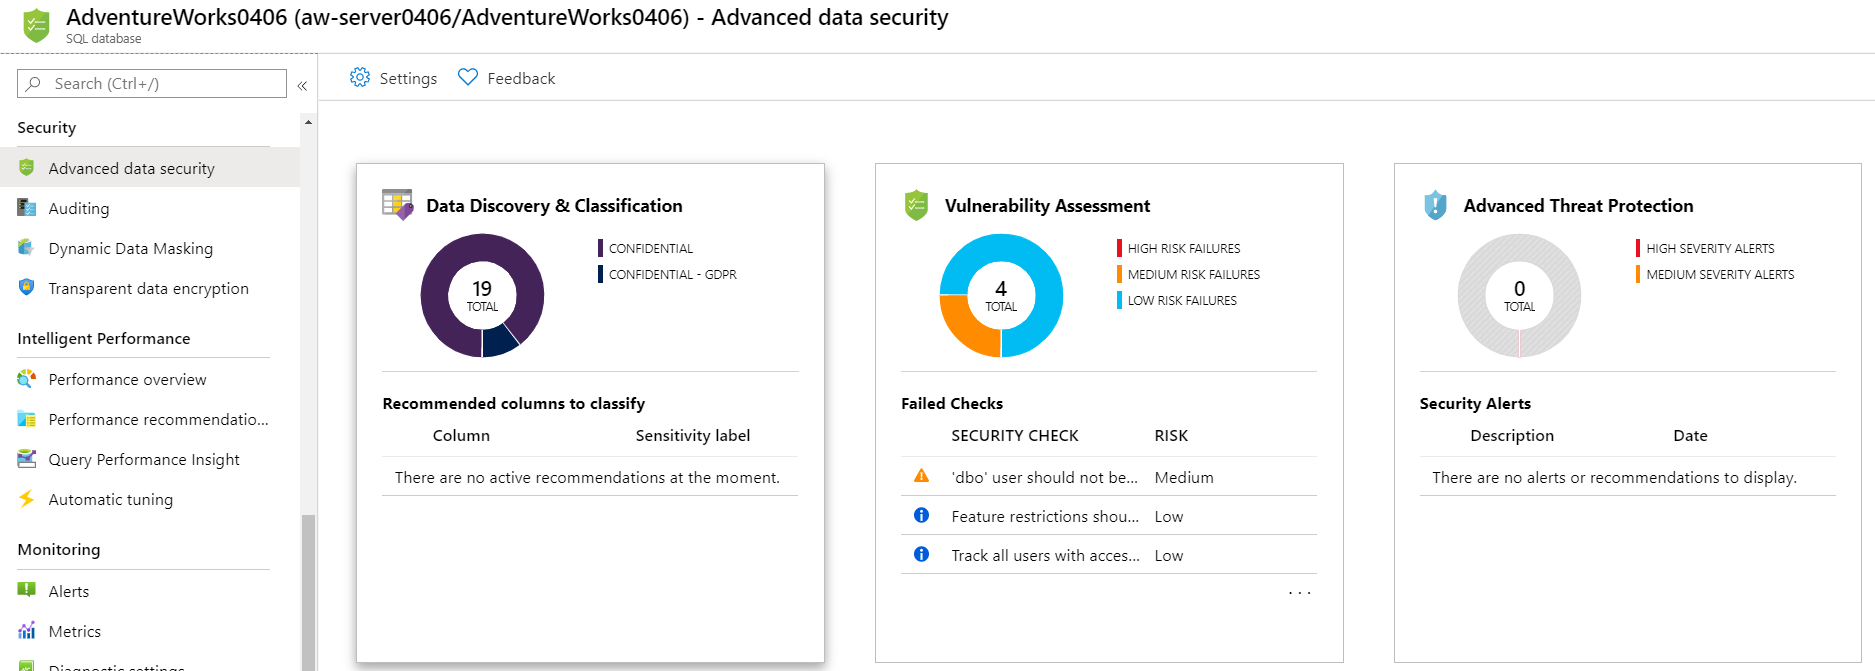 AdventureWorks0406 (aw-server0406/AdventureWorks0406) - Advanced data security
SQL database
Search (Ctrl+/)
«
Security
Advanced data security
Auditing
Dynamic Data Masking
Transparent data encryption
Intelligent Performance
Performance overview
Performance recommendatio...
Query Performance Insight
Automatic tuning
Monitoring
Alerts
Metrics
Diagnostic settings
Settings
Feedback
Data Discovery & Classification
19
TOTAL
CONFIDENTIAL
CONFIDENTIAL - GDPR
Recommended columns to classify
Column Sensitivity label
There are no active recommendations at the moment.
Vulnerability Assessment
4
TOTAL
HIGH RISK FAILURES
MEDIUM RISK FAILURES
LOW RISK FAILURES
Failed Checks
SECURITY CHECK RISK
'dbo' user should not be... Medium
Feature restrictions shou... Low
Track all users with acces... Low
...
Advanced Threat Protection
0
TOTAL
HIGH SEVERITY ALERTS
MEDIUM SEVERITY ALERTS
Security Alerts
Description Date
There are no alerts or recommendations to display.